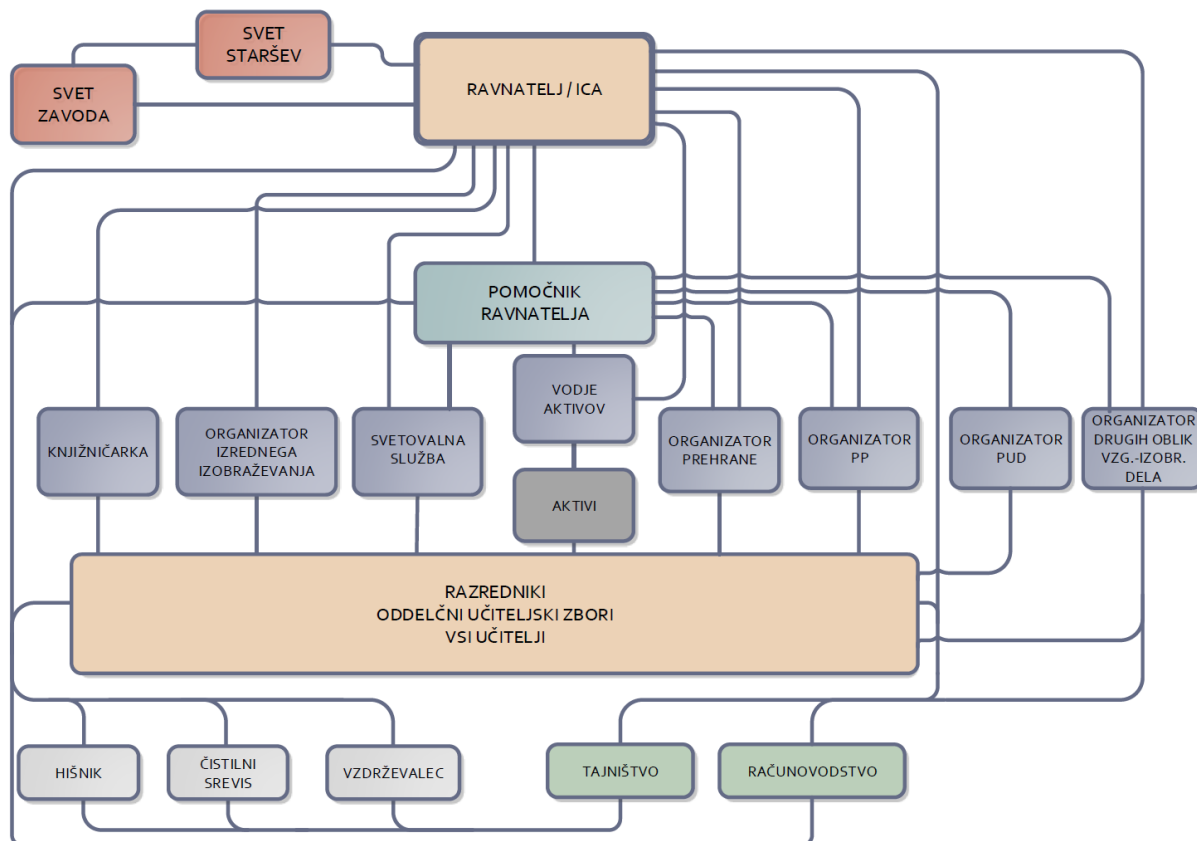 SVET
STARŠEV
SVET
ZAVODA
RAVNATELJ / ICA
POMOČNIK
RAVNATELJA
VODJE
AKTIVOV
KNJIŽNIČARKA
ORGANIZATOR
IZREDNEGA
IZOBRAŽEVANJA
SVETOVALNA
SLUŽBA
ORGANIZATOR
PREHRANE
ORGANIZATOR
PP
ORGANIZATOR
PUD
ORGANIZATOR
DRUGIH OBLIK
VZG.-IZOBR.
DELA
AKTIVI
RAZREDNIKI
ODDELČNI UČITELJSKI ZBORI
VSI UČITELJI
HIŠNIK
ČISTILNI
SREVIS
VZDRŽEVALEC
TAJNIŠTVO
RAČUNOVODSTVO